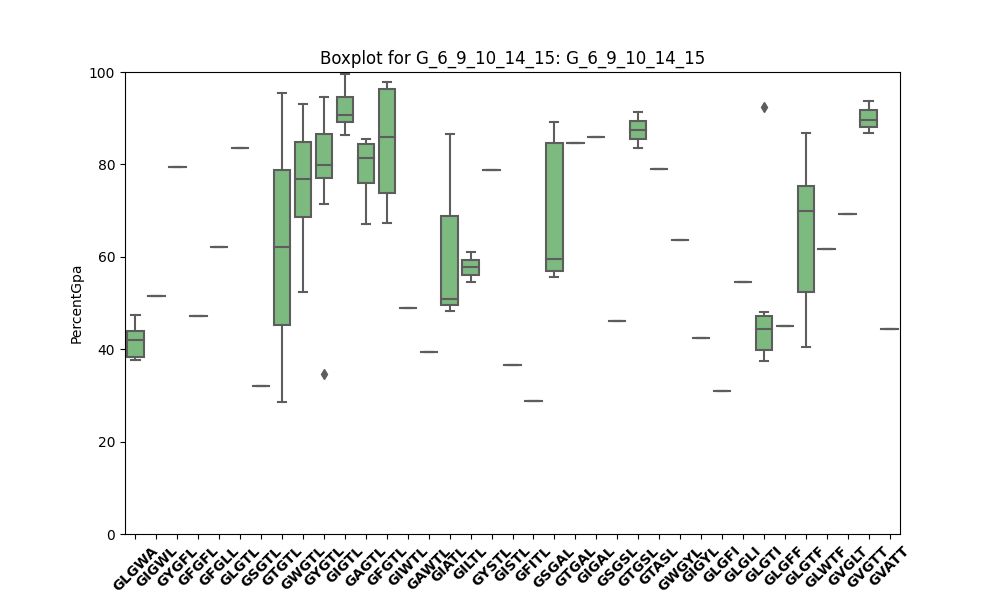 Boxplot for G_6_9_10_14_15: G_6_9_10_14_15
PercentGpa
100
80
60
40
20
0
GLGWA
GIGWL
GYGFL
GFGFL
GFGLL
GLGTL
GSGTL
GTGTL
GWGTL
GYGTL
GIGTL
GAGTL
GFGTL
GIWTL
GAWTL
GIATL
GILTL
GYSTL
GISTL
GFITL
GSGAL
GTGAL
GIGAL
GSGSL
GTGSL
GTASL
GWGYL
GIGYL
GLGFI
GLGLI
GLGTI
GLGFF
GLGTF
GLWTF
GVGLT
GVGTT
GVATT